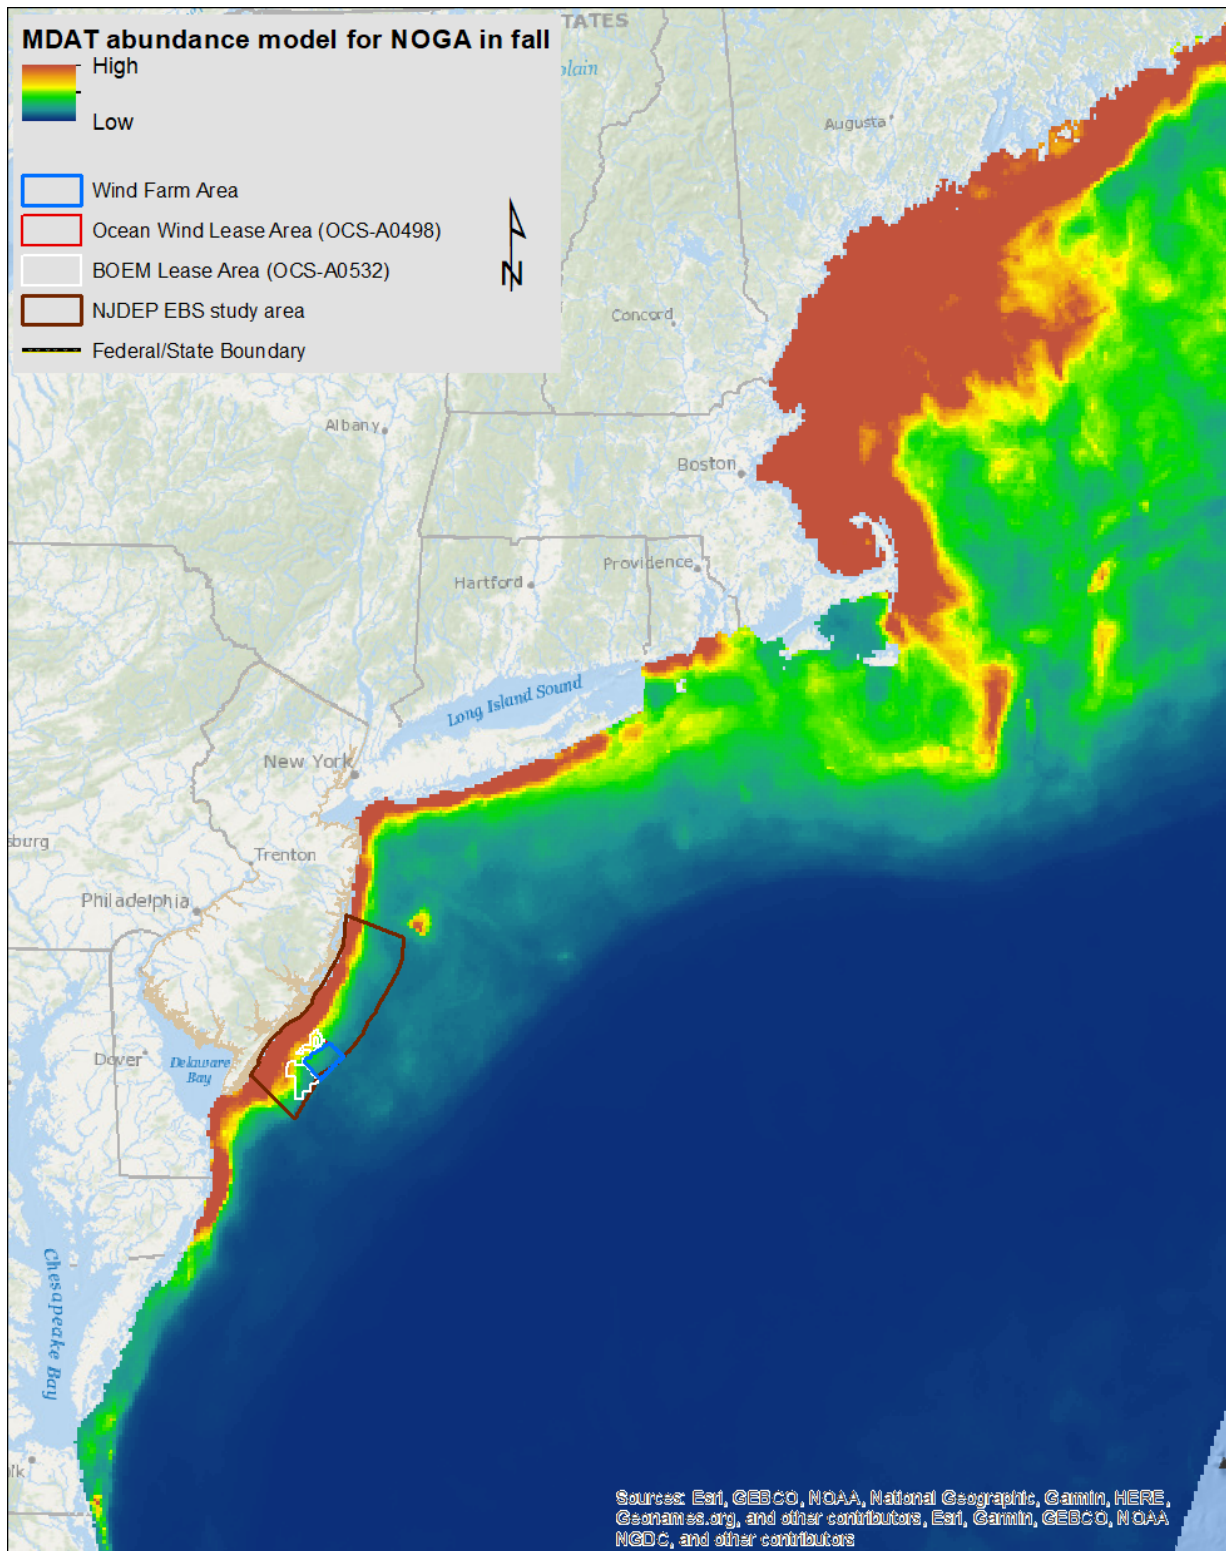 MDAT abundance model for NOGA in fall
High
Low
Wind Farm Area
Ocean Wind Lease Area (OCS-A0498)
BOEM Lease Area (OCS-A0532)
NJDEP EBS study area
Federal/State Boundary
N
TATES
plain
Augusta
Concord
Albany
Boston
Hartford
Providence
Long Island Sound
New York
sburg
Trenton
Philadelphia
Dover
Delaware
Bay
Chesapeake Bay
lk
Sources: Esri, GEBCO, NOAA, National Geographic, Garmin, HERE,
Geonames.org, and other contributors, Esri, Garmin, GEBCO, NOAA
NGDC, and other contributors